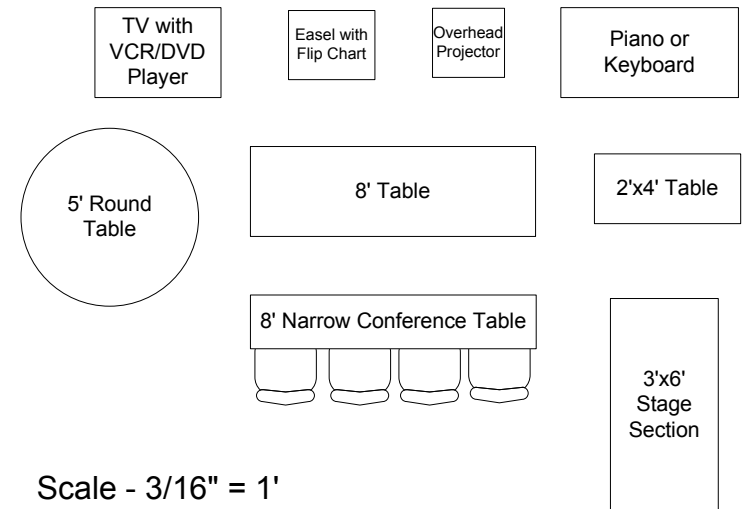 TV with
VCR/DVD
Player
Easel with
Flip Chart
Overhead
Projector
Piano or
Keyboard
5' Round
Table
8' Table
2'x4' Table
8' Narrow Conference Table
3'x6'
Stage
Section
Scale - 3/16" = 1'